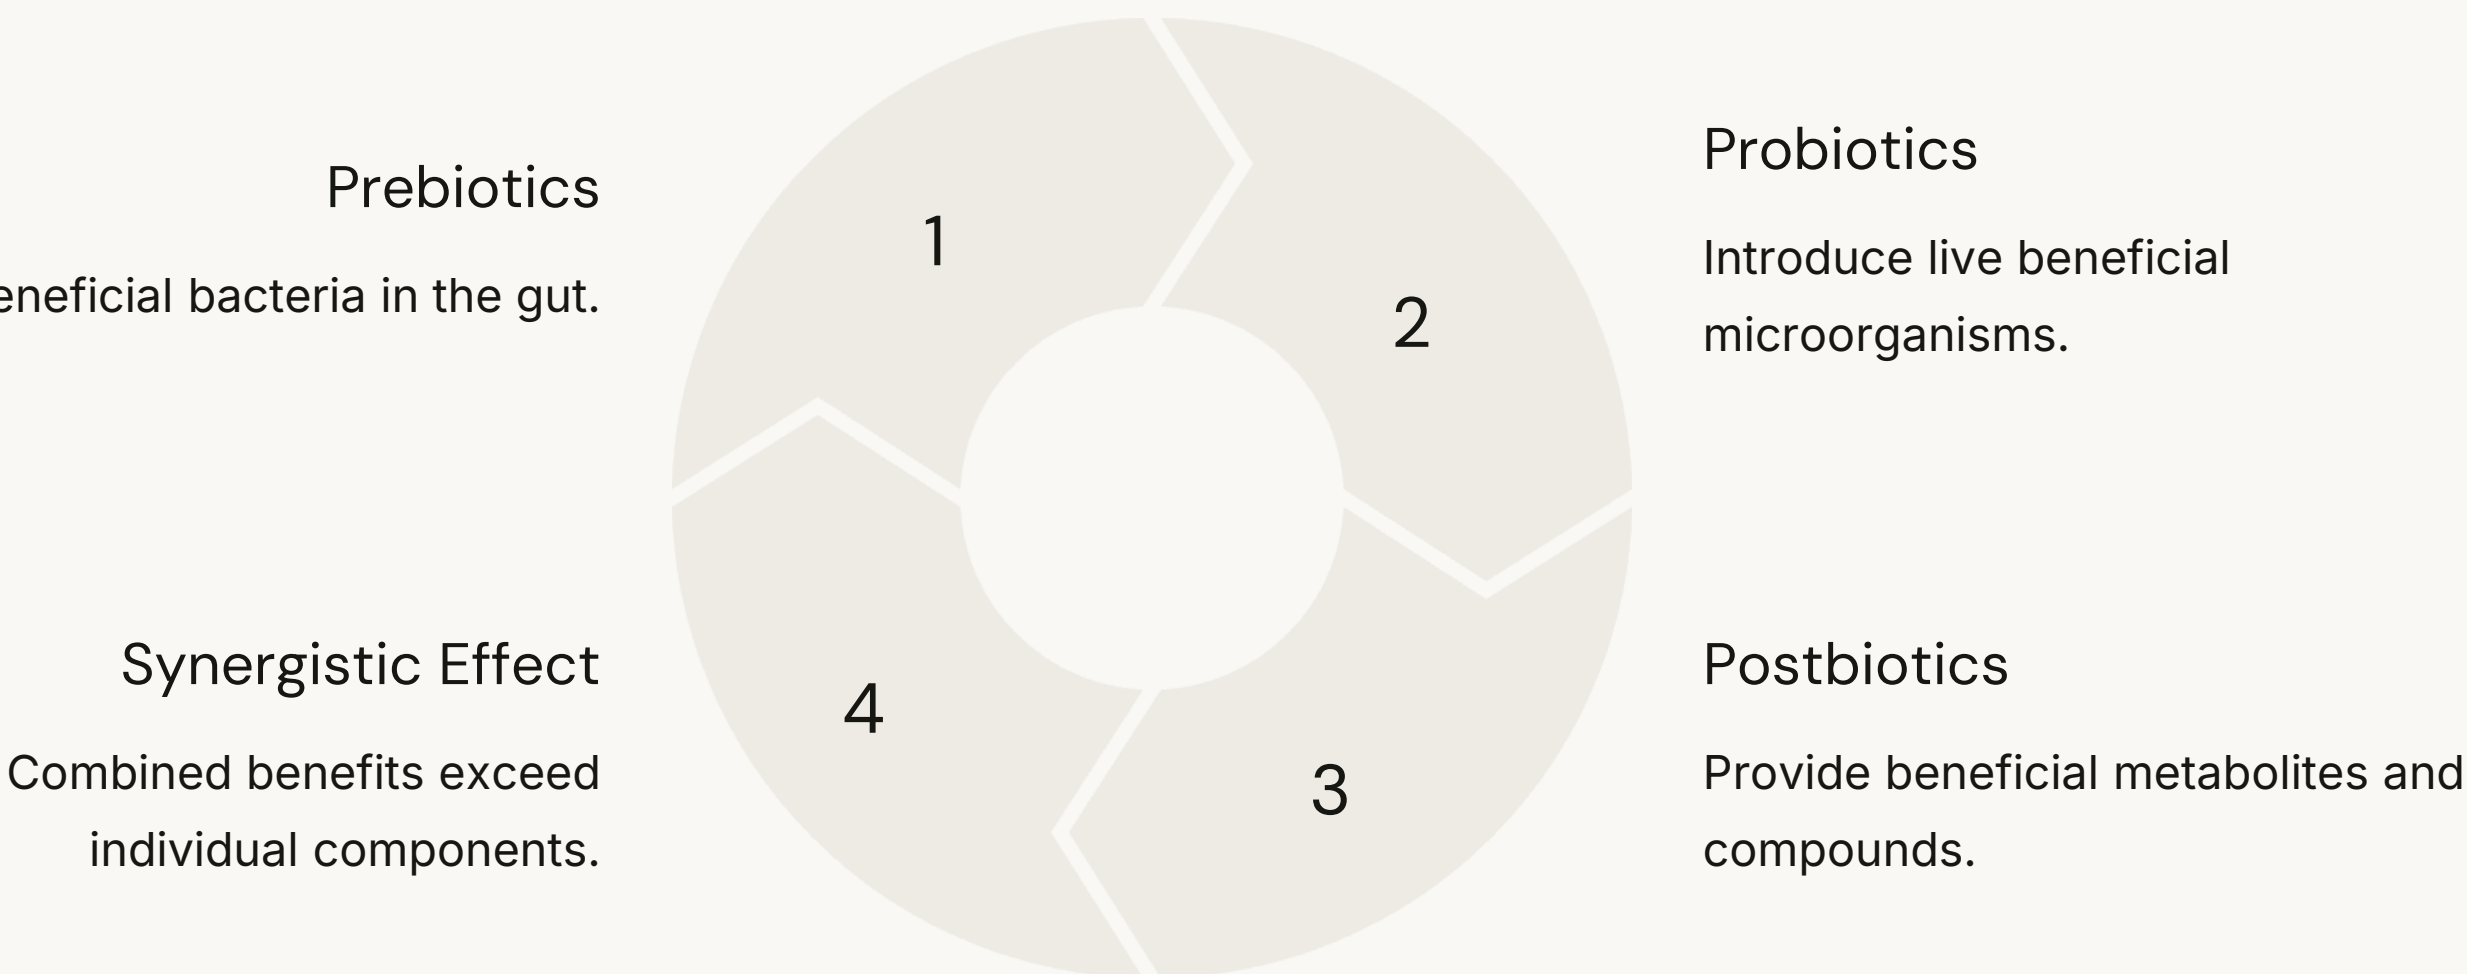 Prebiotics
eneficial bacteria in the gut.
1
Probiotics
Introduce live beneficial
microorganisms.
2
Postbiotics
Provide beneficial metabolites and
compounds.
3
Synergistic Effect
Combined benefits exceed
individual components.
4